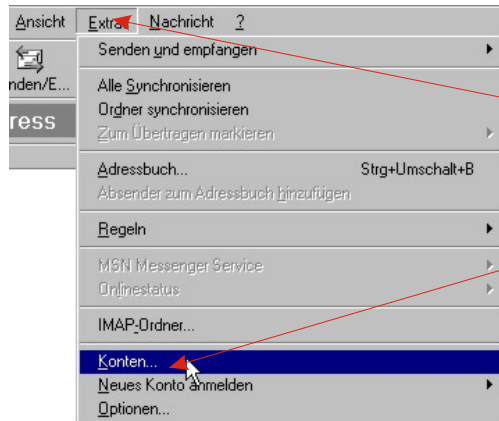 Ansicht Extras Nachricht ?
nden/E...
ress
Senden und empfangen
Alle Synchronisieren
Ordner synchronisieren
Zum Übertragen markieren
Adressbuch... Strg+Umschalt+B
Absender zum Adressbuch hinzufügen
Regeln
MSN Messenger Service
Onlinestatus
IMAP-Ordner...
Konten...
Neues Konto anmelden
Optionen...